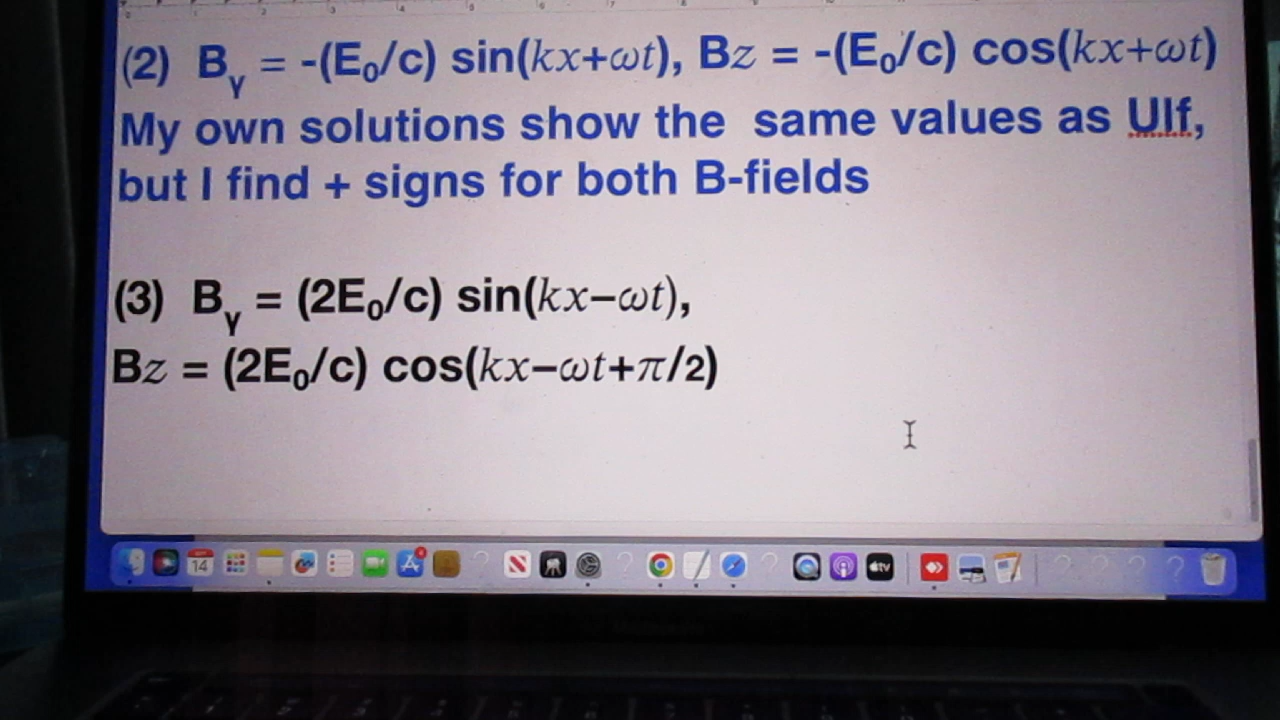 (2) By = -(E₀/c) sin(kx+ωt), Bz = -(E₀/c) cos(kx+ωt)
My own solutions show the same values as Ulf,
but I find + signs for both B-fields
(3) By = (2E₀/c) sin(kx−ωt),
Bz = (2E₀/c) cos(kx−ωt+π/2)
14
tv